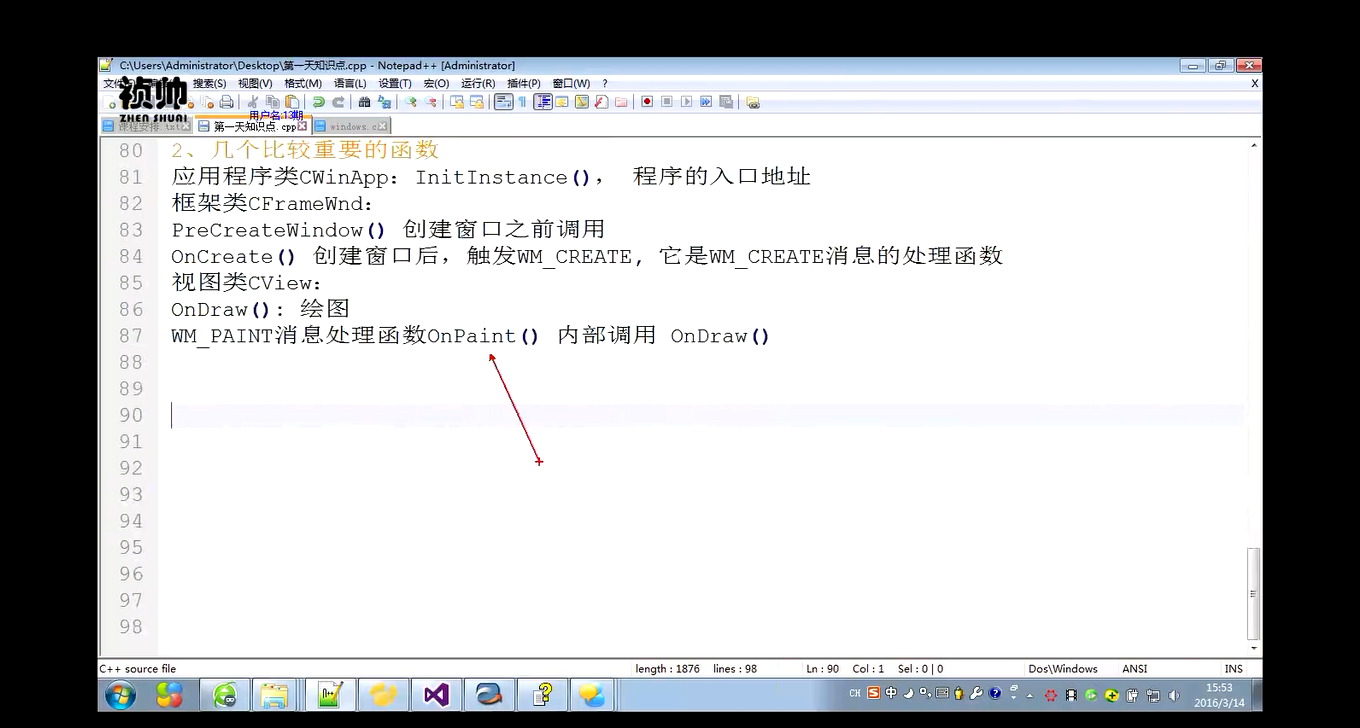 C:\Users\Administrator\Desktop\第一天知识点.cpp - Notepad++ [Administrator]
搜索(S) 视图(V) 格式(M) 语言(L) 设置(T) 宏(O) 运行(R) 插件(P) 窗口(W) ? X
祯帅
ZHEN SHUAI
用户名:13期
课程安排.txt 第一天知识点.cpp windows.c
80 2、几个比较重要的函数
81 应用程序类CWinApp：InitInstance()， 程序的入口地址
82 框架类CFrameWnd：
83 PreCreateWindow() 创建窗口之前调用
84 OnCreate() 创建窗口后，触发WM_CREATE, 它是WM_CREATE消息的处理函数
85 视图类CView：
86 OnDraw(): 绘图
87 WM_PAINT消息处理函数OnPaint() 内部调用 OnDraw()
88
89
90
91
92
93
94
95
96
97
98
C++ source file length : 1876 lines : 98 Ln : 90 Col : 1 Sel : 0 | 0 Dos\Windows ANSI INS
CH 中 15:53
2016/3/14